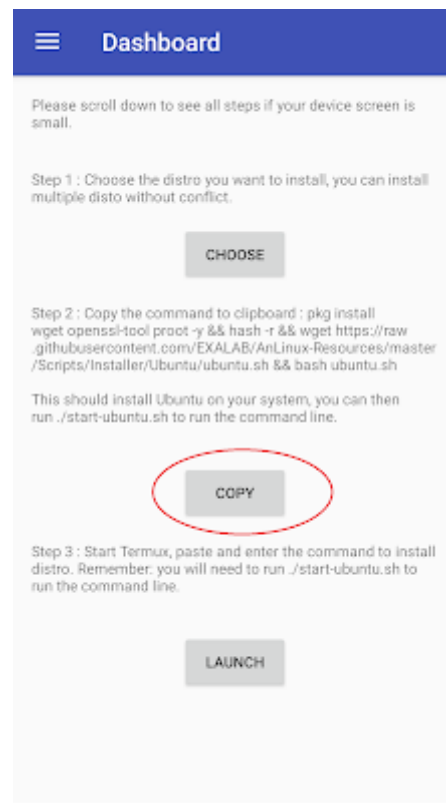 Dashboard
Please scroll down to see all steps if your device screen is
small.
Step 1 : Choose the distro you want to install, you can install
multiple disto without conflict.
CHOOSE
Step 2 : Copy the command to clipboard : pkg install
wget openssl-tool proot -y && hash -r && wget https://raw
.githubusercontent.com/EXALAB/AnLinux-Resources/master
/Scripts/Installer/Ubuntu/ubuntu.sh && bash ubuntu.sh
This should install Ubuntu on your system, you can then
run ./start-ubuntu.sh to run the command line.
COPY
Step 3 : Start Termux, paste and enter the command to install
distro. Remember: you will need to run ./start-ubuntu.sh to
run the command line.
LAUNCH